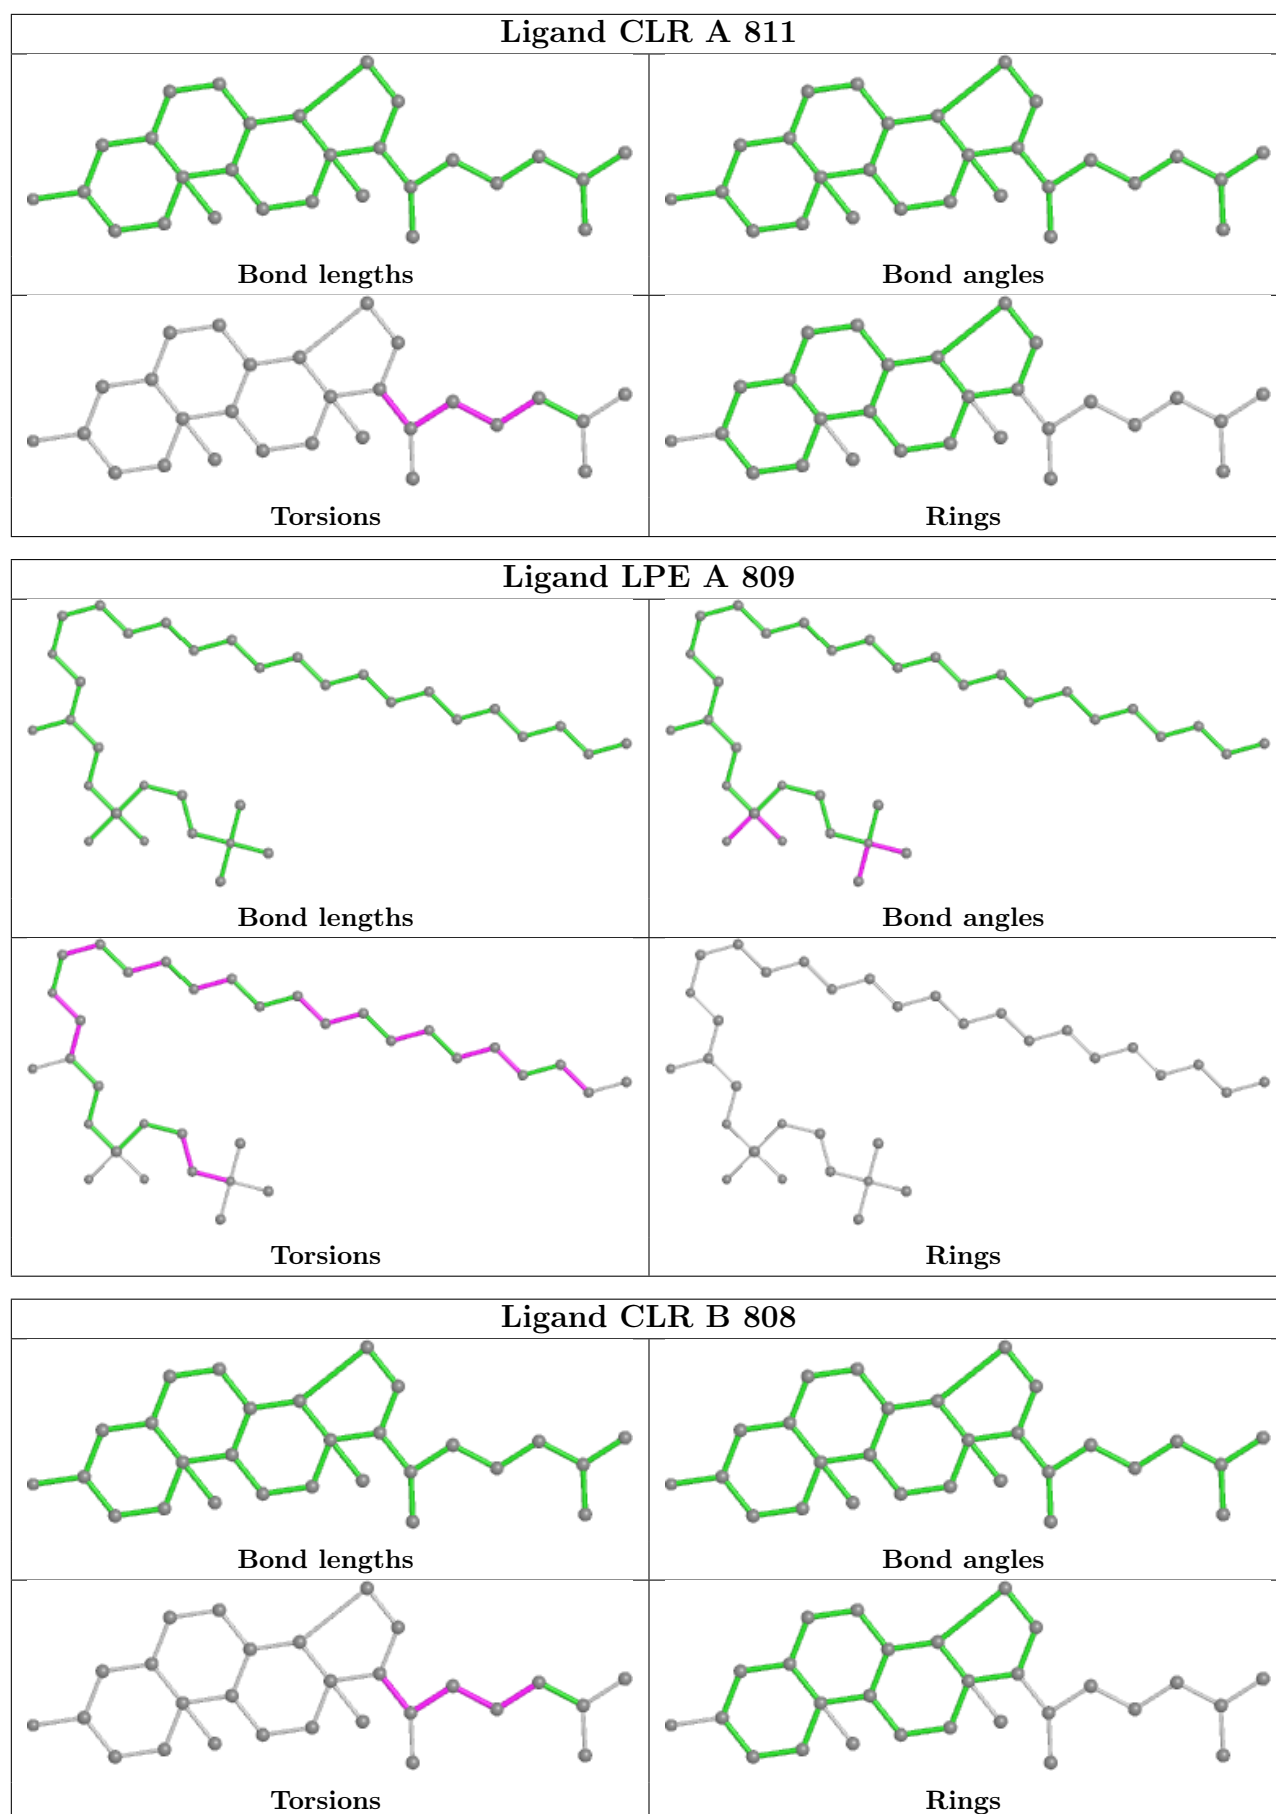 Ligand CLR A 811
Bond lengths
Bond angles
Torsions
Rings
Ligand LPE A 809
Bond lengths
Bond angles
Torsions
Rings
Ligand CLR B 808
Bond lengths
Bond angles
Torsions
Rings